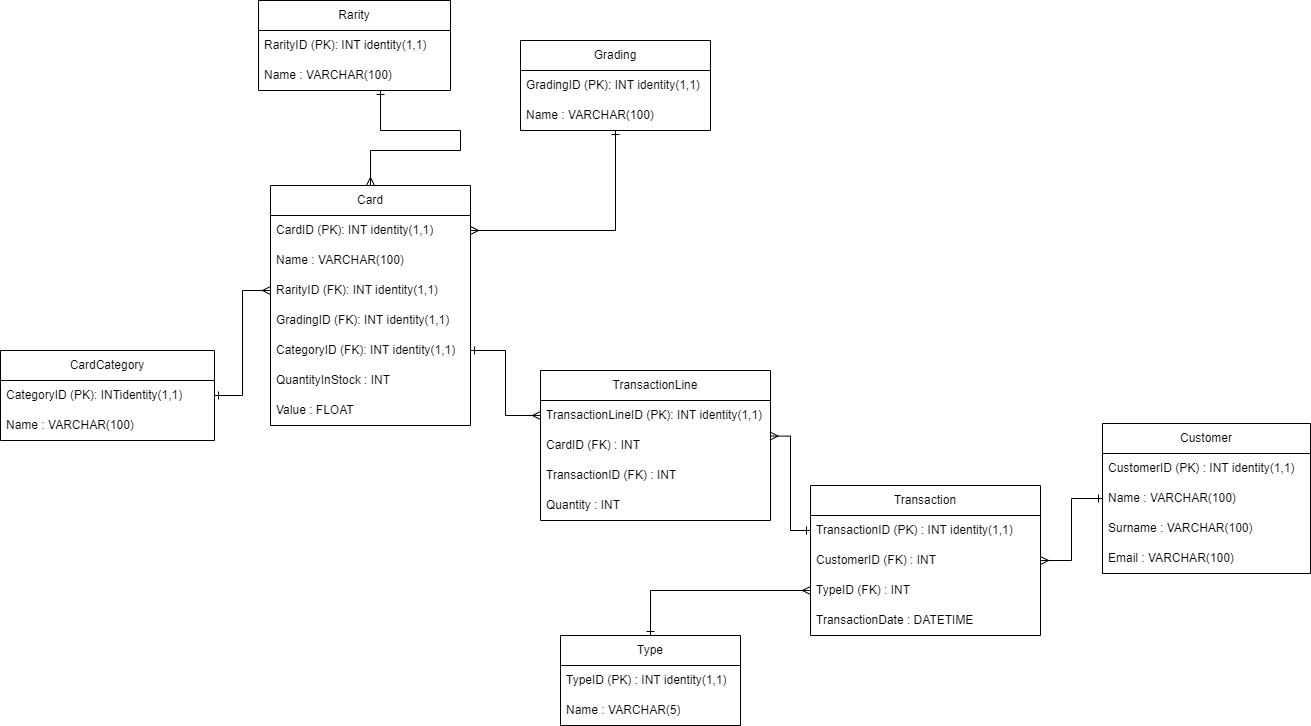 Rarity
RarityID (PK): INT identity(1,1)
Name : VARCHAR(100)
Grading
GradingID (PK): INT identity(1,1)
Name : VARCHAR(100)
Card
CardID (PK): INT identity(1,1)
Name : VARCHAR(100)
RarityID (FK): INT identity(1,1)
GradingID (FK): INT identity(1,1)
CategoryID (FK): INT identity(1,1)
QuantityInStock : INT
Value : FLOAT
CardCategory
CategoryID (PK): INTidentity(1,1)
Name : VARCHAR(100)
TransactionLine
TransactionLineID (PK): INT identity(1,1)
CardID (FK) : INT
TransactionID (FK) : INT
Quantity : INT
Customer
CustomerID (PK) : INT identity(1,1)
Name : VARCHAR(100)
Surname : VARCHAR(100)
Email : VARCHAR(100)
Transaction
TransactionID (PK) : INT identity(1,1)
CustomerID (FK) : INT
TypeID (FK) : INT
TransactionDate : DATETIME
Type
TypeID (PK) : INT identity(1,1)
Name : VARCHAR(5)